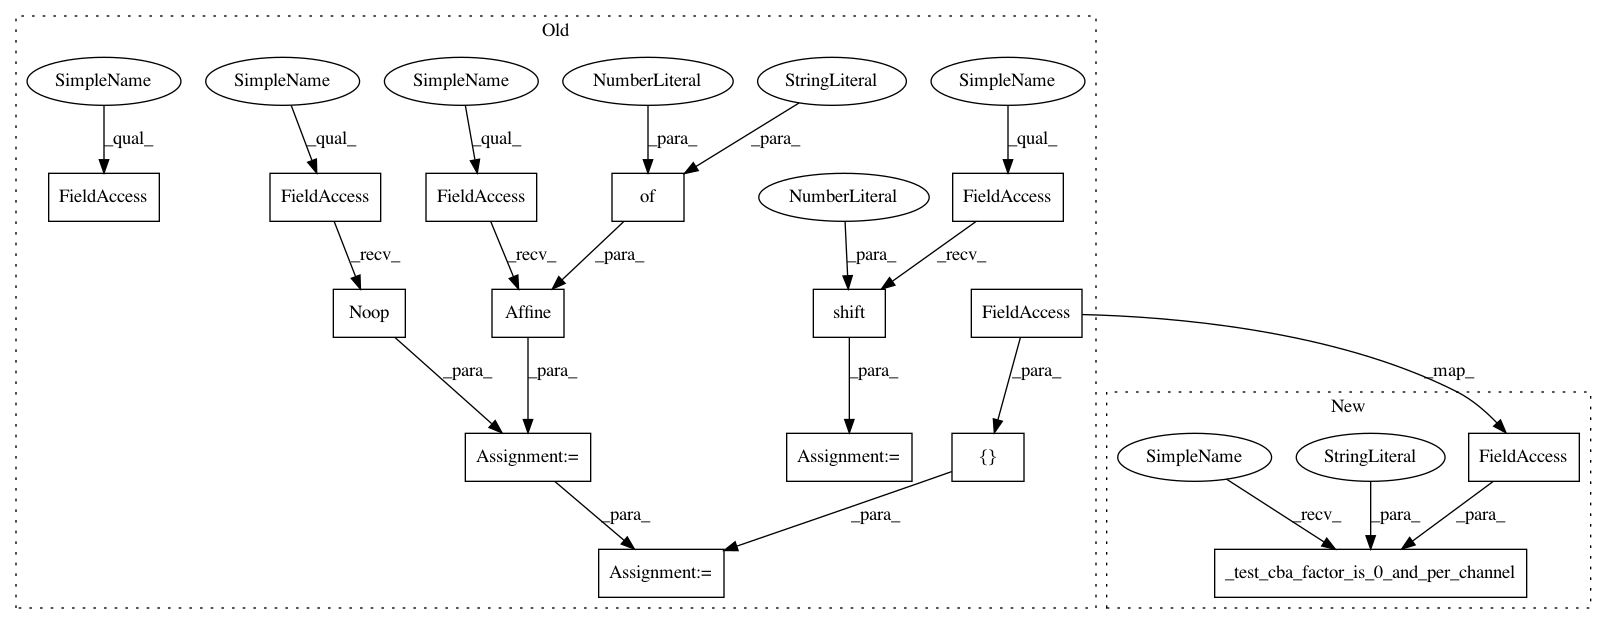 Old
SimpleName
SimpleName
SimpleName
NumberLiteral
StringLiteral
SimpleName
_qual_
_qual_
_qual_
_para_
_para_
_qual_
FieldAccess
FieldAccess
FieldAccess
of
NumberLiteral
FieldAccess
_recv_
_recv_
_para_
_para_
_recv_
Noop
Affine
shift
FieldAccess
_para_
_para_
_para_
_para_
_map_
New
Assignment:=
Assignment:=
{}
SimpleName
StringLiteral
FieldAccess
_para_
_para_
_recv_
_para_
_para_
Assignment:=
_test_cba_factor_is_0_and_per_channel